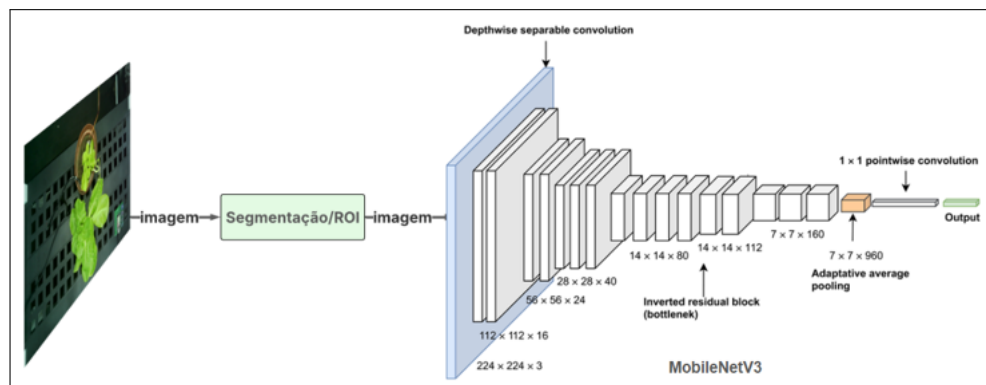 Depthwise separable convolution
imagem
Segmentação/ROI
imagem
1 × 1 pointwise convolution
Output
7 × 7 × 160
14 × 14 × 112
14 × 14 × 80
7 × 7 × 960
Adaptative average
pooling
28 × 28 × 40
56 × 56 × 24
Inverted residual block
(bottlenek)
112 × 112 × 16
224 × 224 × 3
MobileNetV3